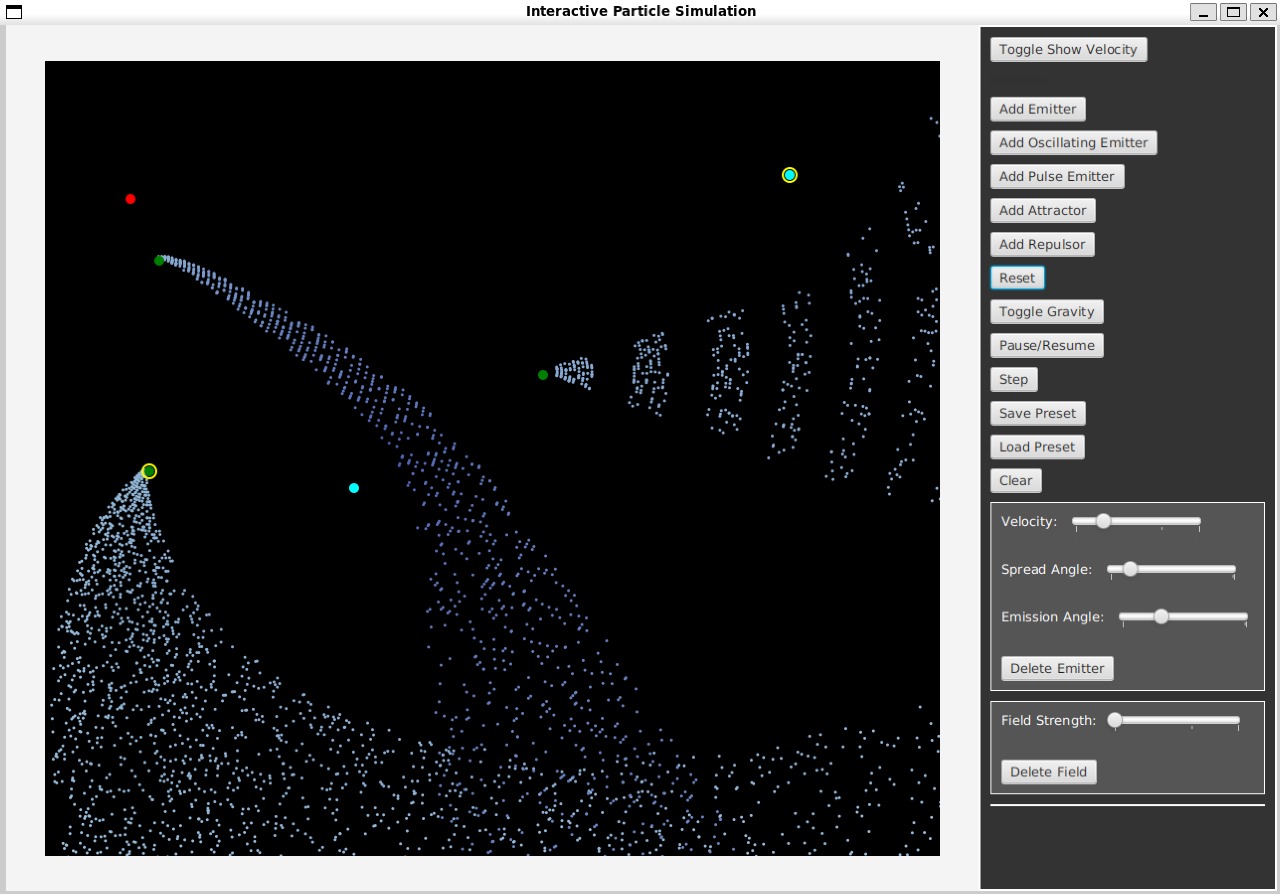 Interactive Particle Simulation
Toggle Show Velocity
Add Emitter
Add Oscillating Emitter
Add Pulse Emitter
Add Attractor
Add Repulsor
Reset
Toggle Gravity
Pause/Resume
Step
Save Preset
Load Preset
Clear
Velocity:
Spread Angle:
Emission Angle:
Delete Emitter
Field Strength:
Delete Field